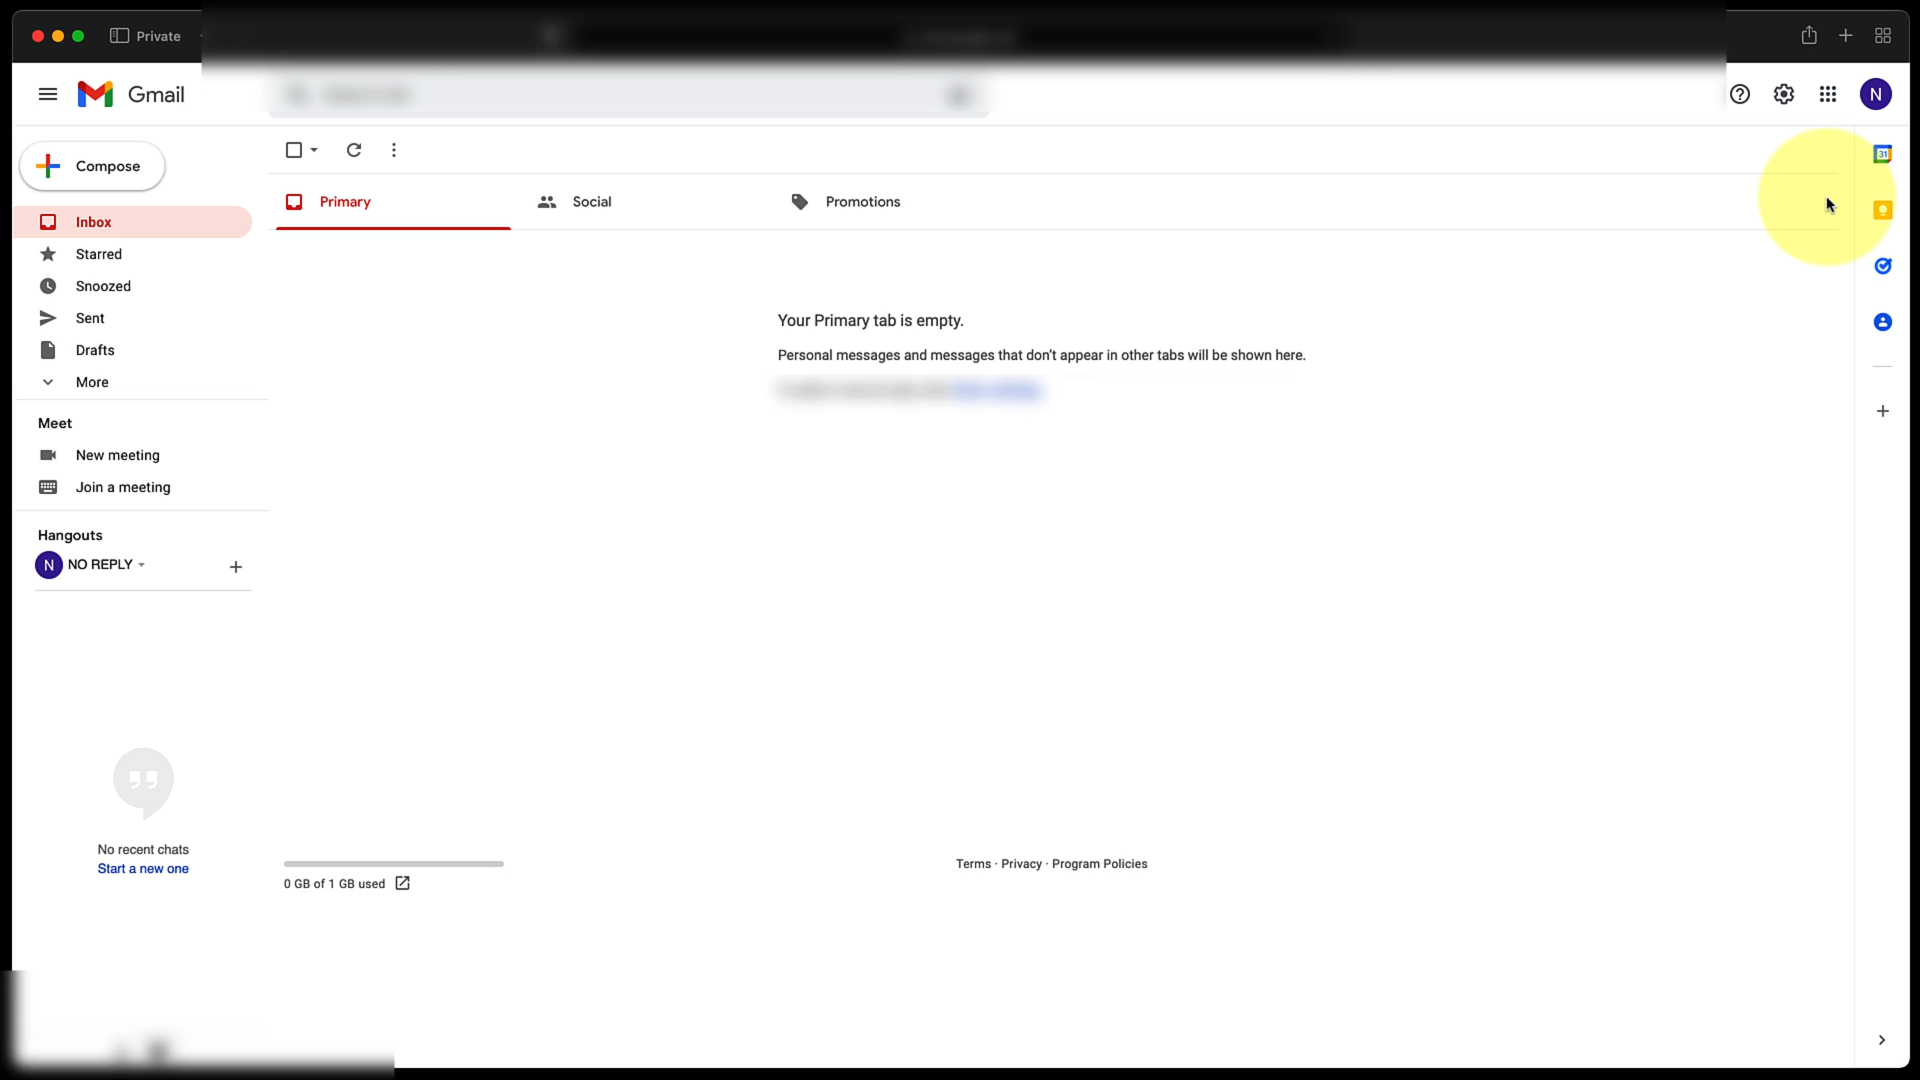 Private
Gmail
N
Compose
Primary
Social
Promotions
31
Inbox
Starred
Snoozed
Sent
Drafts
More
Your Primary tab is empty.
Personal messages and messages that don't appear in other tabs will be shown here.
Meet
New meeting
Join a meeting
Hangouts
N NO REPLY
No recent chats
Start a new one
0 GB of 1 GB used
Terms · Privacy · Program Policies